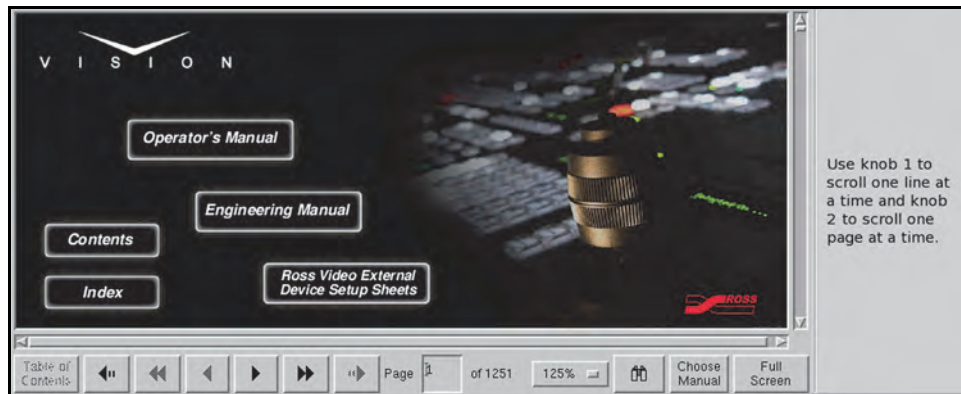 VISION
Operator's Manual
Engineering Manual
Contents
Ross Video External
Device Setup Sheets
Index
ROSS
Use knob 1 to
scroll one line at
a time and knob
2 to scroll one
page at a time.
Table of
Contents
Page
1
of 1251
125%
Choose
Manual
Full
Screen